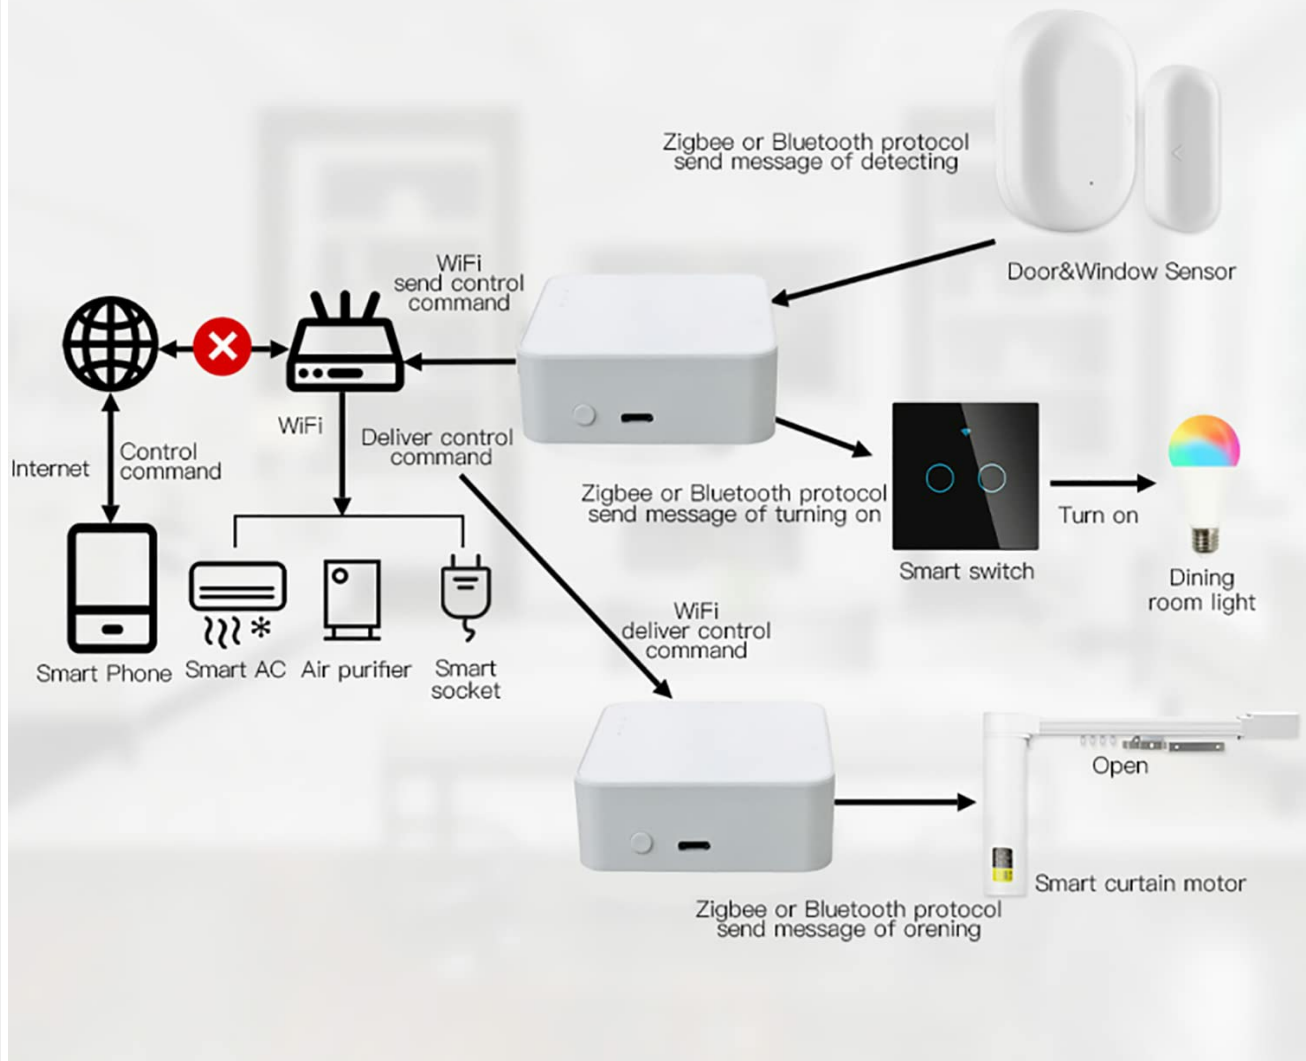 Zigbee or Bluetooth protocol
send message of detecting
Door&Window Sensor
WiFi
send control
command
WiFi
Deliver control
command
Internet
Control
command
Zigbee or Bluetooth protocol
send message of turning on
Turn on
Smart switch
Dining
room light
WiFi
deliver control
command
Smart Phone
Smart AC
Air purifier
Smart
socket
Open
Smart curtain motor
Zigbee or Bluetooth protocol
send message of orening